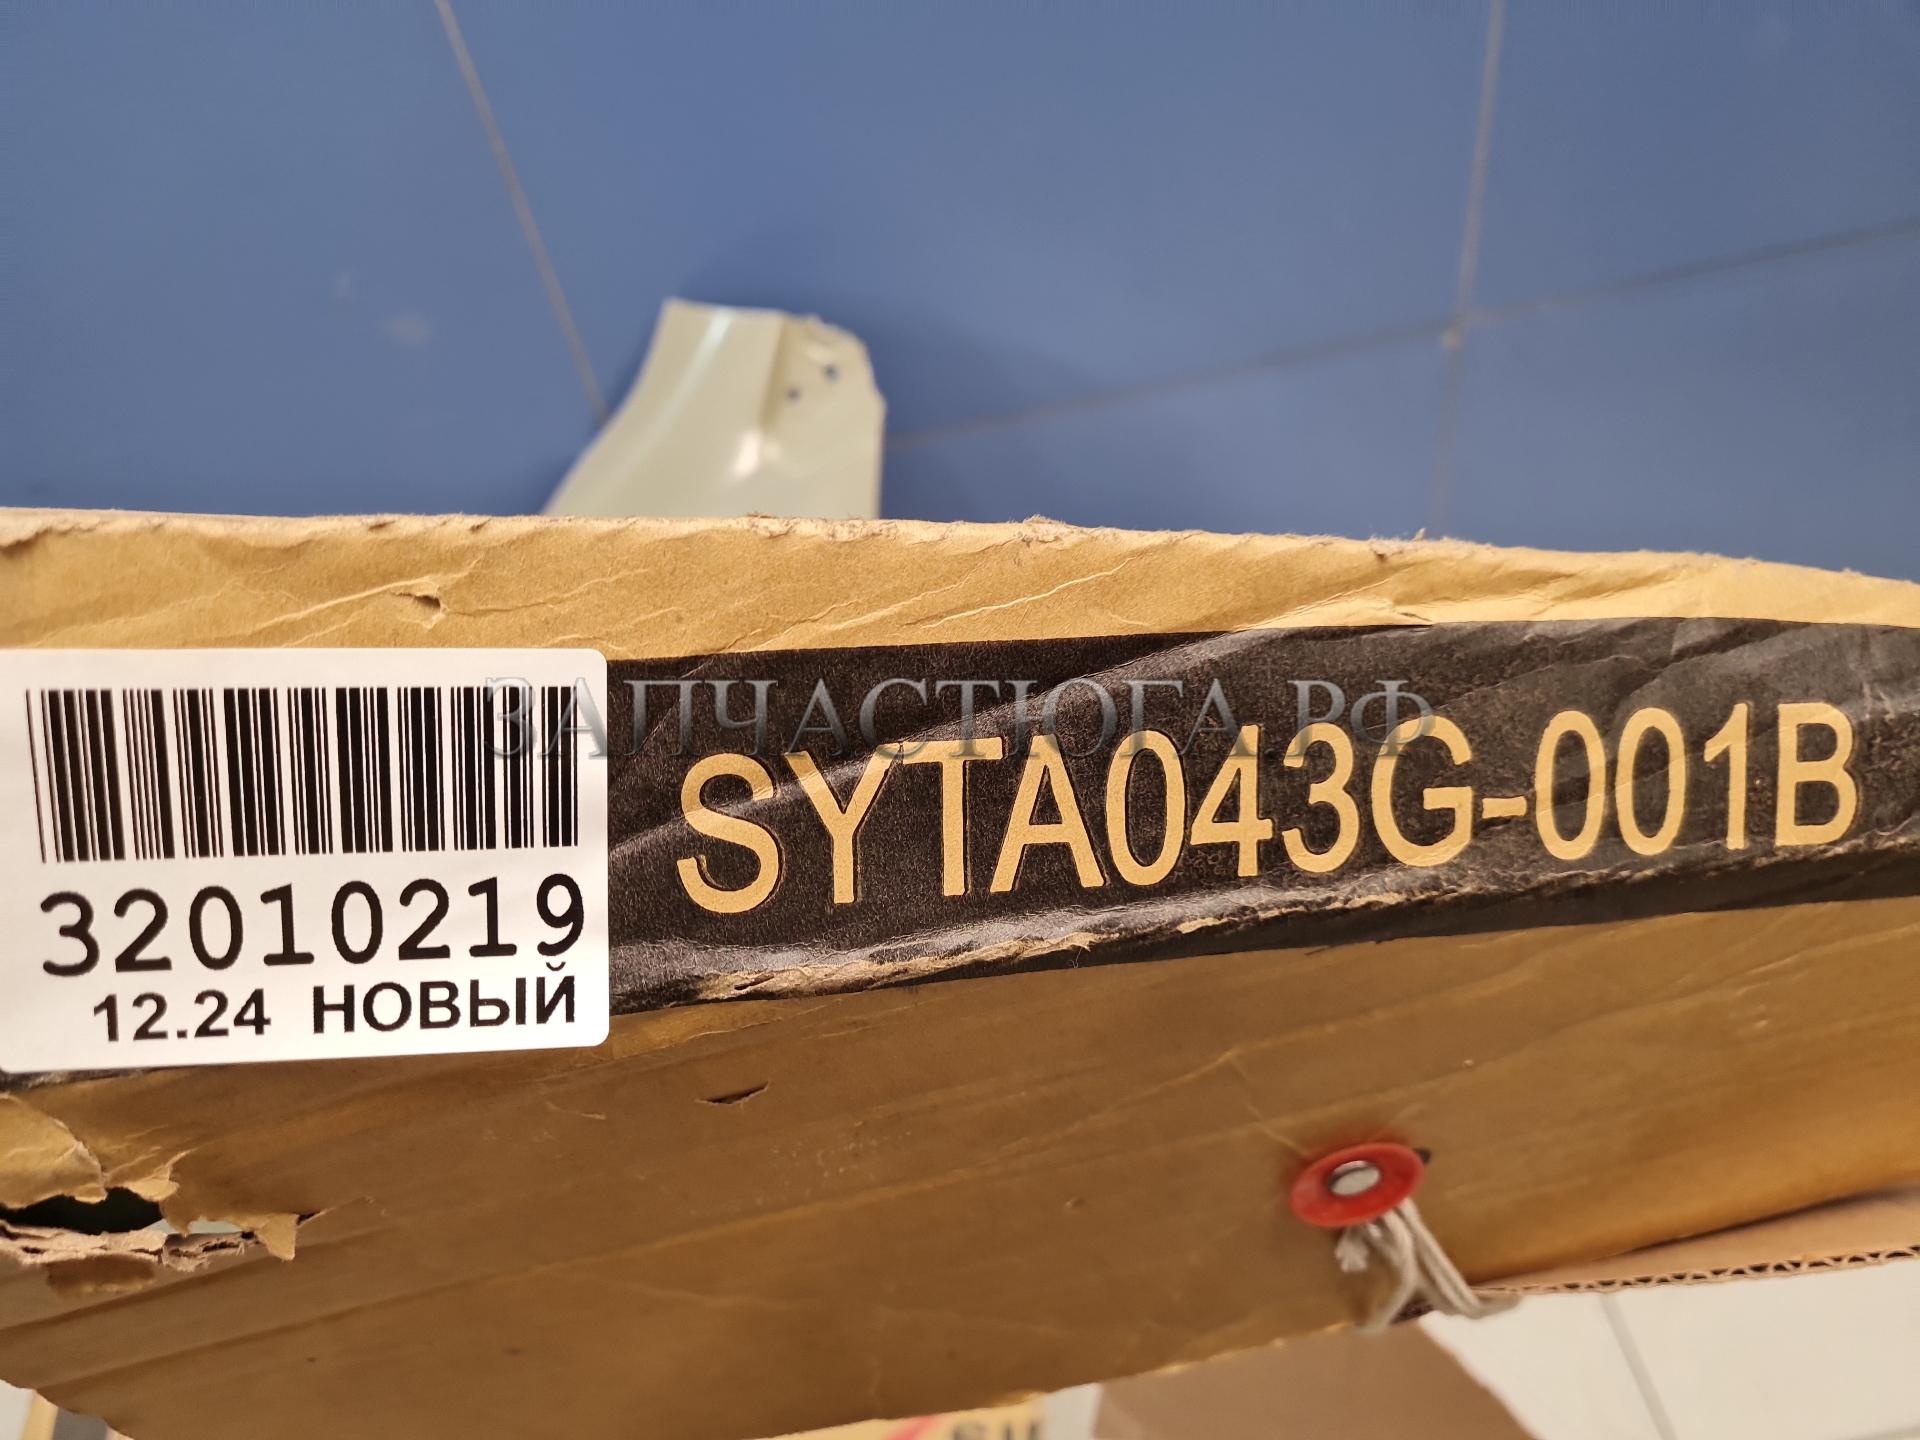 ЗАПЧАСТЮГА.РФ
SYTA043G-001B
32010219
12.24 НОВЫЙ